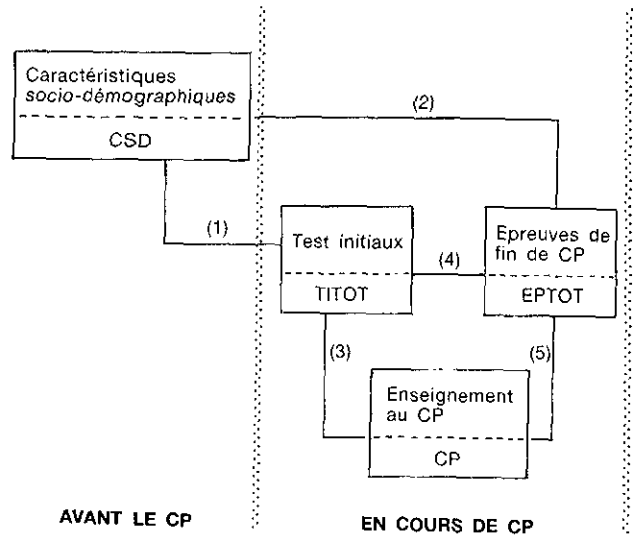 Caractéristiques
socio-démographiques
CSD
(2)
(1)
Test initiaux
TITOT
(4)
Epreuves de
fin de CP
EPTOT
(3)
(5)
Enseignement
au CP
CP
AVANT LE CP
EN COURS DE CP